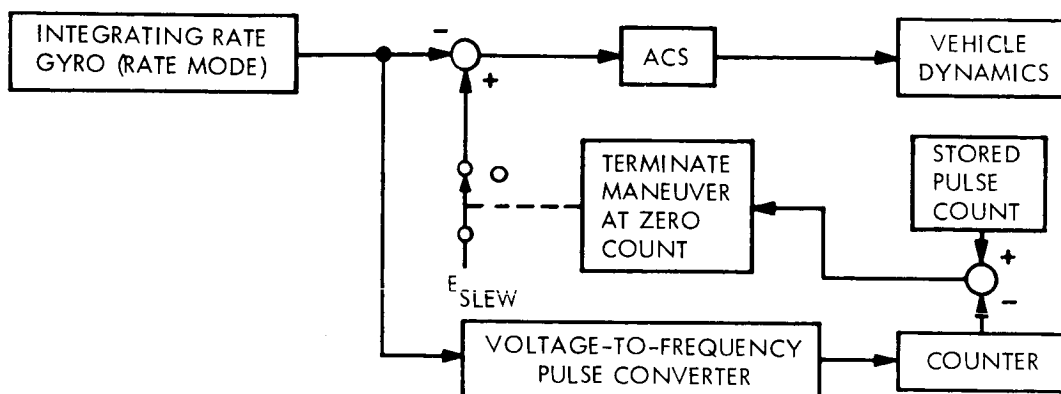 INTEGRATING RATE
GYRO (RATE MODE)
-
+
ACS
VEHICLE
DYNAMICS
TERMINATE
MANEUVER
AT ZERO
COUNT
STORED
PULSE
COUNT
+
-
E SLEW
VOLTAGE-TO-FREQUENCY
PULSE CONVERTER
COUNTER